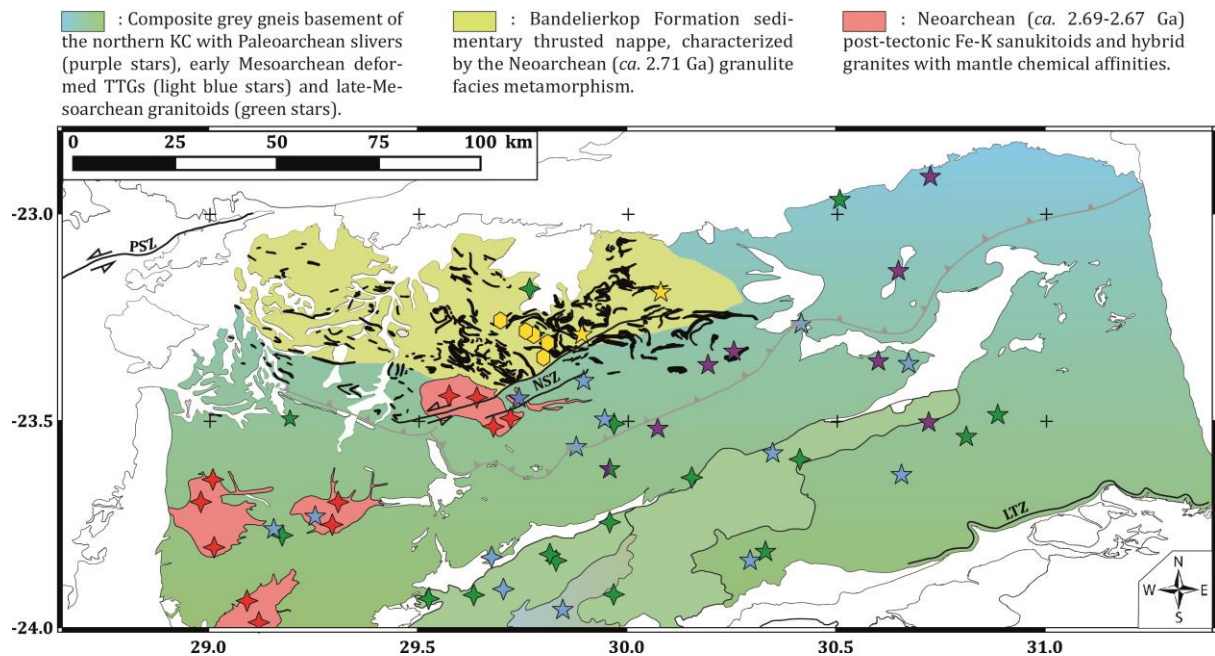 : Composite grey gneis basement of
the northern KC with Paleoarchean slivers
(purple stars), early Mesoarchean defor-
med TTGs (light blue stars) and late-Me-
soarchean granitoids (green stars).
: Bandelierkop Formation sedi-
mentary thrusted nappe, characterized
by the Neoarchean (ca. 2.71 Ga) granulite
facies metamorphism.
: Neoarchean (ca. 2.69-2.67 Ga)
post-tectonic Fe-K sanukitoids and hybrid
granites with mantle chemical affinities.
0 25 50 75 100 km
-23.0
PSZ
NSZ
-23.5
LTZ
N
W E
S
-24.0
29.0 29.5 30.0 30.5 31.0